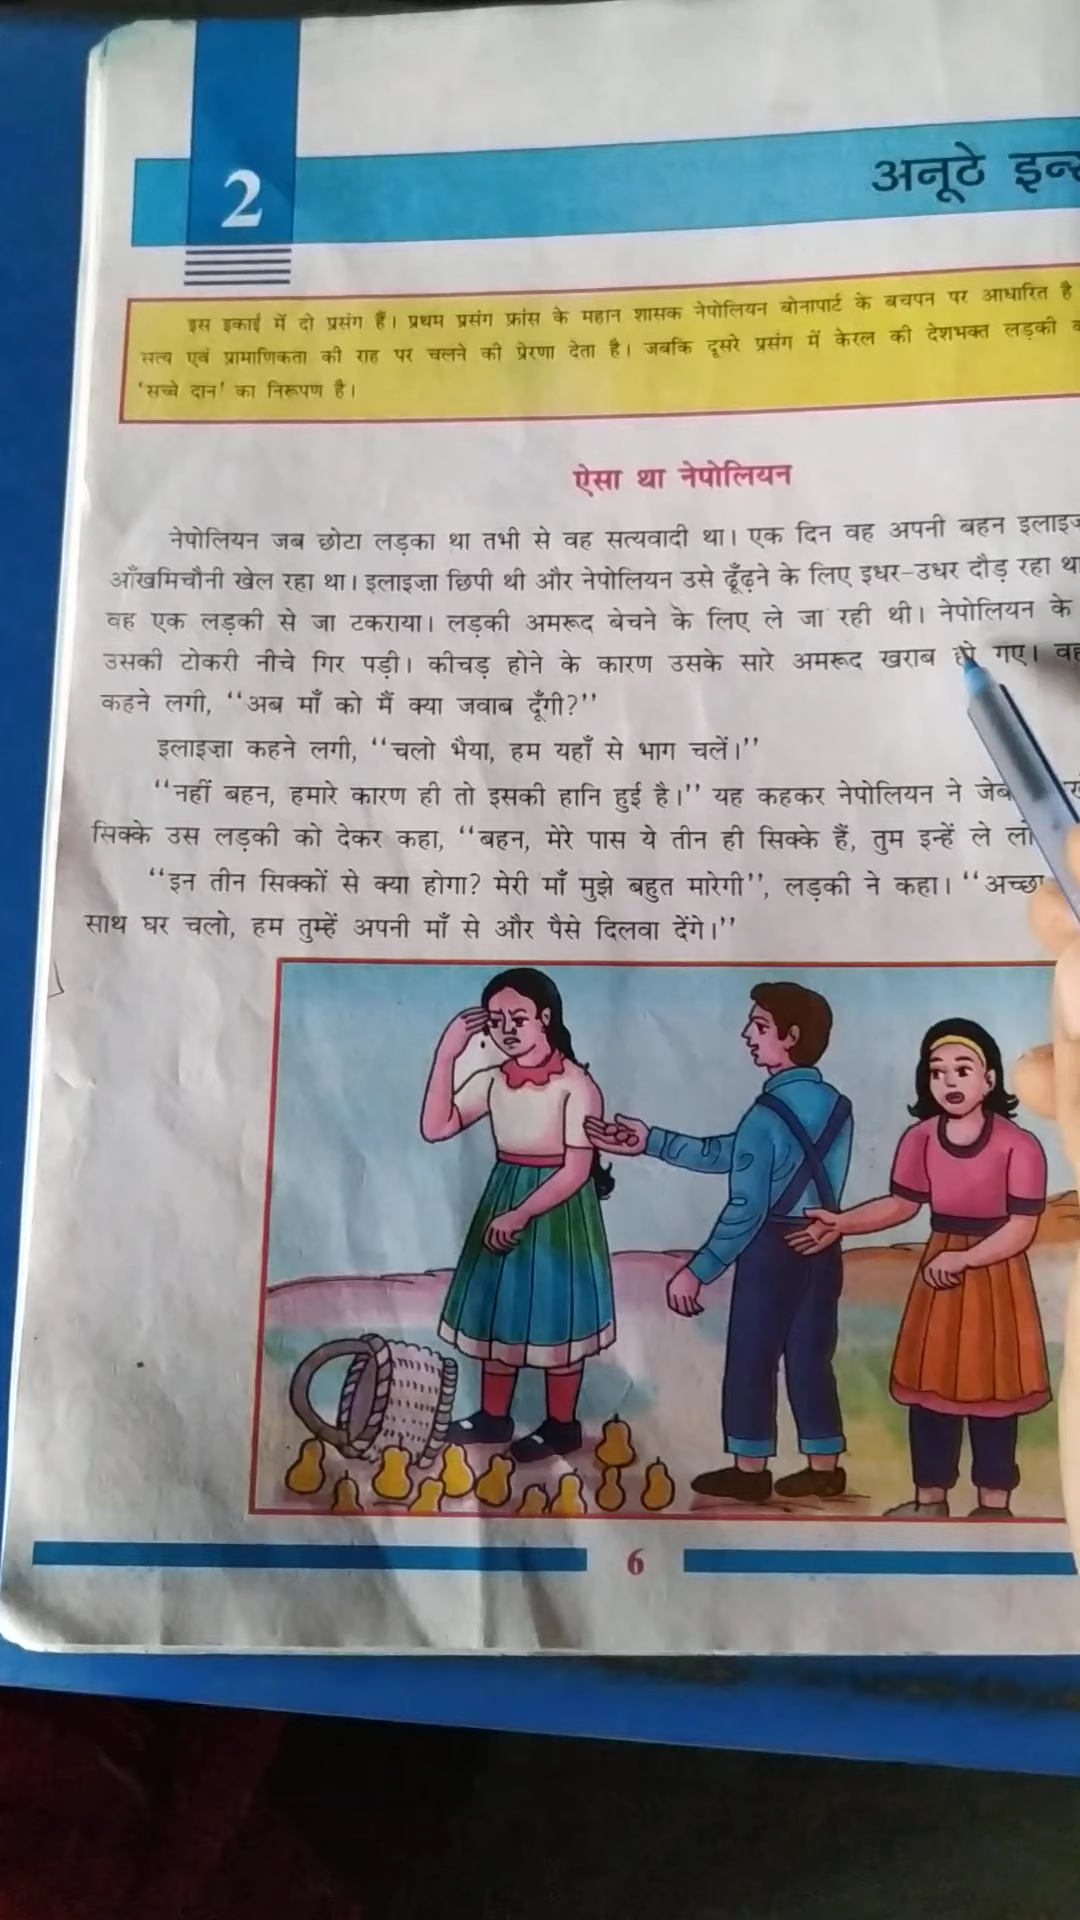 2
अनूठे
इस इकाई में दो प्रसंग हैं। प्रथम प्रसंग फ्रांस के महान शासक नेपोलियन बोनापार्ट के बचपन पर आधारित है
सत्य एवं प्रामाणिकता की राह पर चलने की प्रेरणा देता है। जबकि दूसरे प्रसंग में केरल की देशभक्त लड़की
'सच्चे दान' का निरूपण है।
ऐसा था नेपोलियन
नेपोलियन जब छोटा लड़का था तभी से वह सत्यवादी था। एक दिन वह अपनी बहन
आँखमिचौनी खेल रहा था। इलाइज़ा छिपी थी और नेपोलियन उसे ढूँढ़ने के लिए इधर-उधर दौड़ रहा था
वह एक लड़की से जा टकराया। लड़की अमरूद बेचने के लिए ले जा रही थी। नेपोलियन के
उसकी टोकरी नीचे गिर पड़ी। कीचड़ होने के कारण उसके सारे अमरूद खराब हो गए। वह
कहने लगी, ''अब माँ को मैं क्या जवाब दूँगी?''
इलाइज़ा कहने लगी, ''चलो भैया, हम यहाँ से भाग चलें।''
''नहीं बहन, हमारे कारण ही तो इसकी हानि हुई है।'' यह कहकर नेपोलियन ने जेब
सिक्के उस लड़की को देकर कहा, ''बहन, मेरे पास ये तीन ही सिक्के हैं, तुम इन्हें ले लो
''इन तीन सिक्कों से क्या होगा? मेरी माँ मुझे बहुत मारेगी'', लड़की ने कहा। ''अच्छा
साथ घर चलो, हम तुम्हें अपनी माँ से और पैसे दिलवा देंगे।''
6